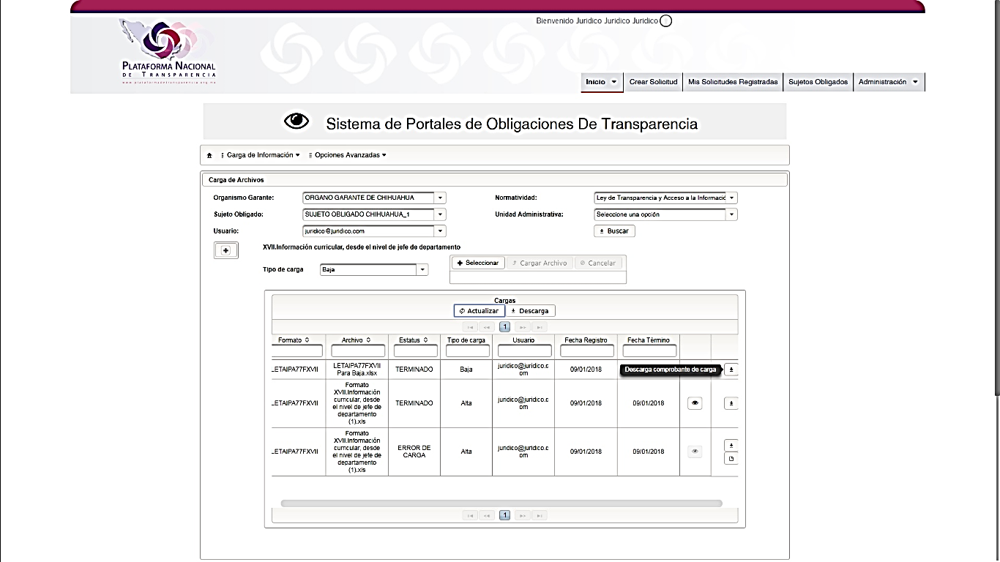 Bienvenido Juridico Juridico Juridico
PLATAFORMA NACIONAL
DE TRANSPARENCIA
www.plataformadetransparencia.org.mx
Inicio Crear Solicitud Mis Solicitudes Registradas Sujetos Obligados Administración
Sistema de Portales de Obligaciones De Transparencia
Carga de Información Opciones Avanzadas
Carga de Archivos
Organismo Garante: ORGANO GARANTE DE CHIHUAHUA Normatividad: Ley de Transparencia y Acceso a la Informació
Sujeto Obligado: SUJETO OBLIGADO CHIHUAHUA_1 Unidad Administrativa: Seleccione una opción
Usuario: juridico@juridico.com Buscar
XVII.Información curricular, desde el nivel de jefe de departamento
Tipo de carga Baja Seleccionar Cargar Archivo Cancelar
Cargas
Actualizar Descarga
1
Formato Archivo Estatus Tipo de carga Usuario Fecha Registro Fecha Término
LETAIPA77FXVII LETAIPA77FXVII Para Baja.xlsx TERMINADO Baja juridico@juridico.com 09/01/2018 Descarga comprobante de carga
LETAIPA77FXVII Formato XVII.Información curricular, desde el nivel de jefe de departamento (1).xls TERMINADO Alta juridico@juridico.com 09/01/2018 09/01/2018
LETAIPA77FXVII Formato XVII.Información curricular, desde el nivel de jefe de departamento (1).xls ERROR DE CARGA Alta juridico@juridico.com 09/01/2018 09/01/2018
1